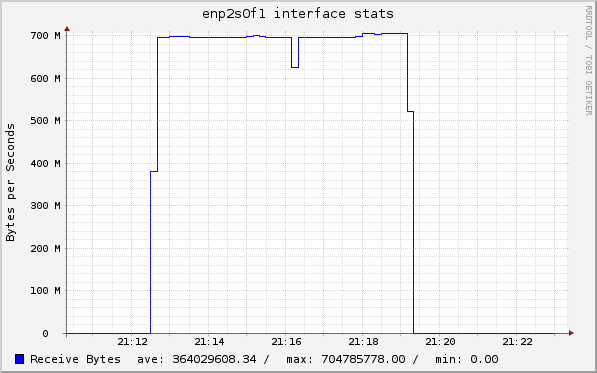 enp2s0f1 interface stats
RRDTOOL / TOBI OETIKER
Bytes per Seconds
700 M
600 M
500 M
400 M
300 M
200 M
100 M
0
21:12 21:14 21:16 21:18 21:20 21:22
Receive Bytes ave: 364029608.34 / max: 704785778.00 / min: 0.00